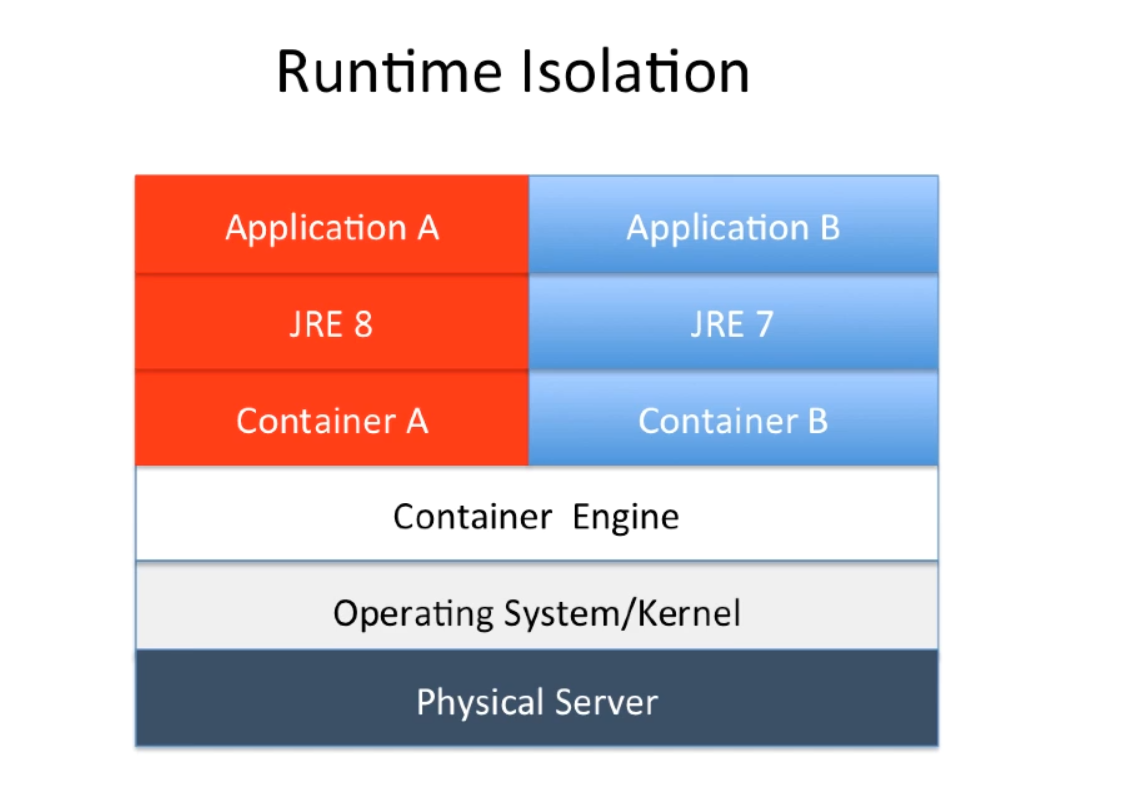 Runtime Isolation
Application A
Application B
JRE 8
JRE 7
Container A
Container B
Container Engine
Operating System/Kernel
Physical Server